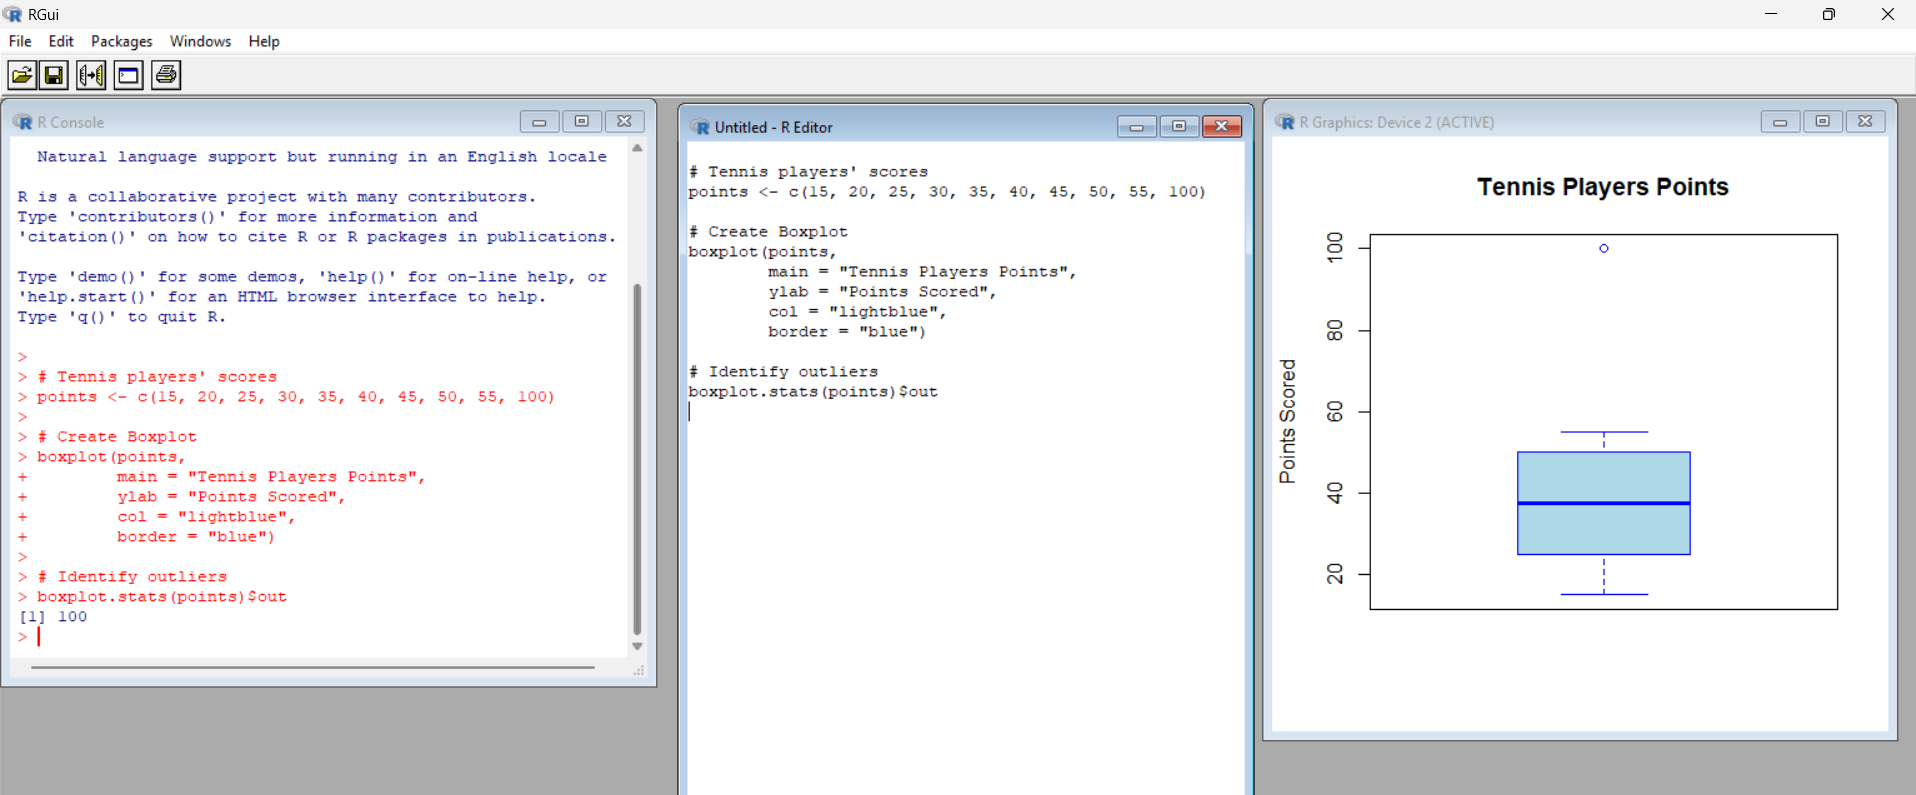 RGui
File Edit Packages Windows Help
R Console
Natural language support but running in an English locale
R is a collaborative project with many contributors.
Type 'contributors()' for more information and
'citation()' on how to cite R or R packages in publications.
Type 'demo()' for some demos, 'help()' for on-line help, or
'help.start()' for an HTML browser interface to help.
Type 'q()' to quit R.
>
> # Tennis players' scores
> points <- c(15, 20, 25, 30, 35, 40, 45, 50, 55, 100)
>
> # Create Boxplot
> boxplot(points,
+         main = "Tennis Players Points",
+         ylab = "Points Scored",
+         col = "lightblue",
+         border = "blue")
>
> # Identify outliers
> boxplot.stats(points)$out
[1] 100
>
Untitled - R Editor
# Tennis players' scores
points <- c(15, 20, 25, 30, 35, 40, 45, 50, 55, 100)
# Create Boxplot
boxplot(points,
        main = "Tennis Players Points",
        ylab = "Points Scored",
        col = "lightblue",
        border = "blue")
# Identify outliers
boxplot.stats(points)$out
R Graphics: Device 2 (ACTIVE)
Tennis Players Points
Points Scored
100
80
60
40
20